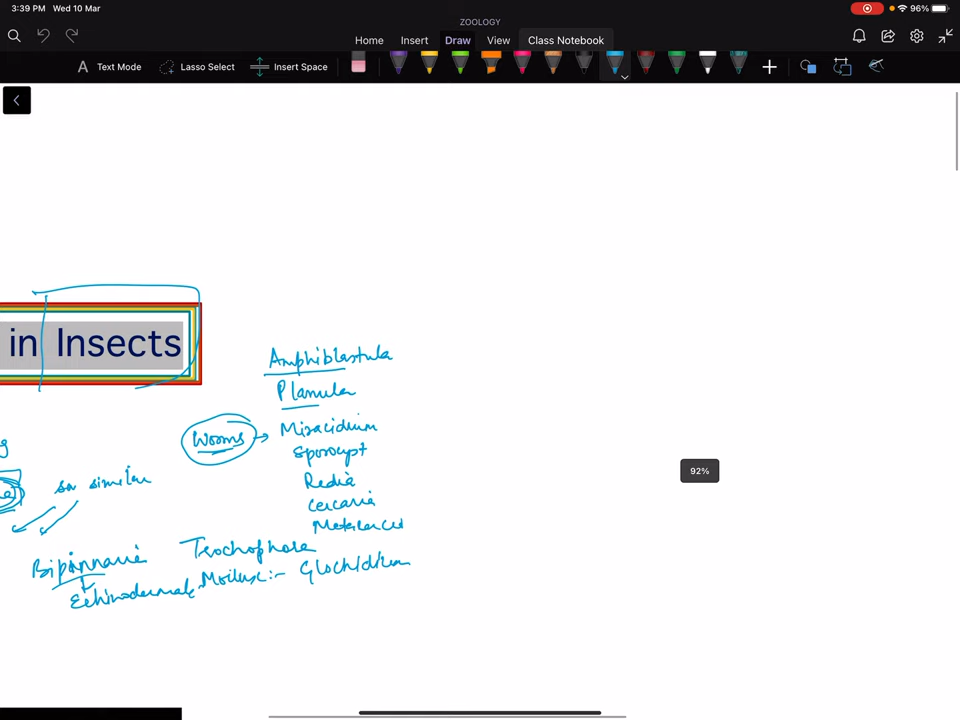 3:39 PM Wed 10 Mar
96%
ZOOLOGY
Home Insert Draw View Class Notebook
Text Mode Lasso Select Insert Space
in Insects
Amphiblastula
Planula
Worms → Miracidium
Sporocyst
Redia
Cercaria
so similar
Bipinnaria
Trochophore
Echinodermata
Mollusc:- Glochidium
92%